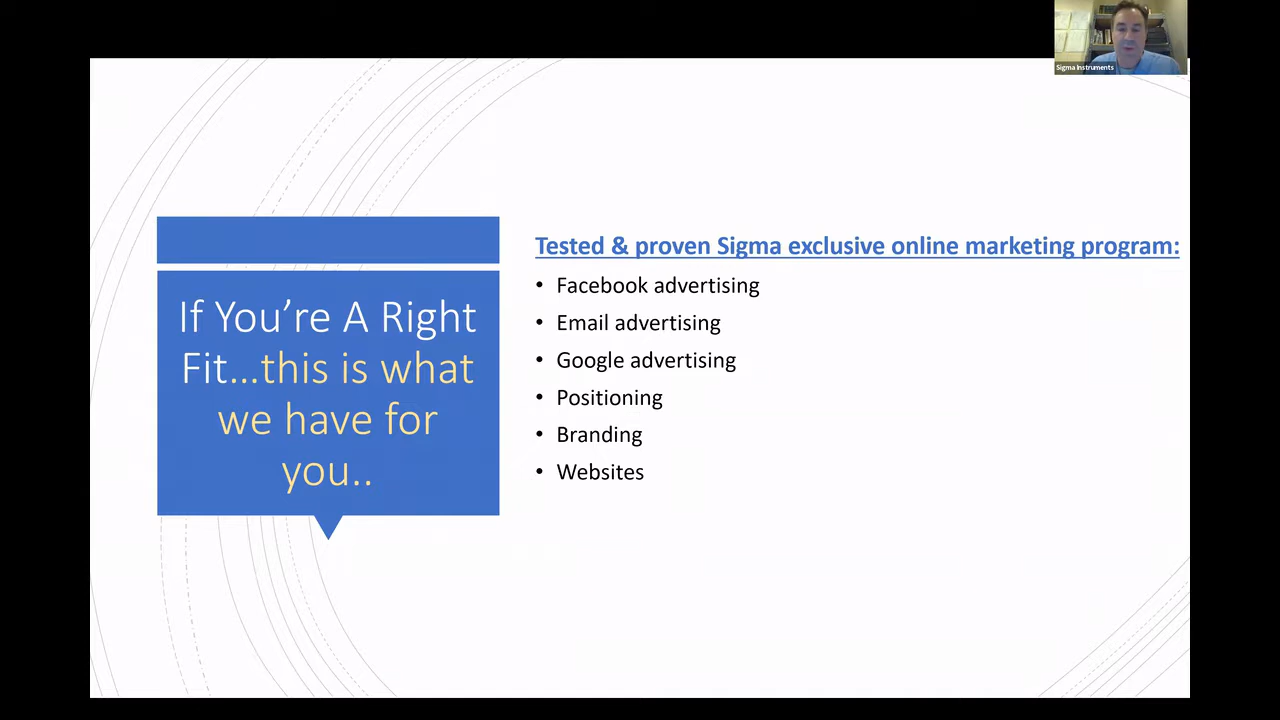 Sigma Instruments
If You’re A Right
Fit...this is what
we have for
you..
Tested & proven Sigma exclusive online marketing program:
• Facebook advertising
• Email advertising
• Google advertising
• Positioning
• Branding
• Websites